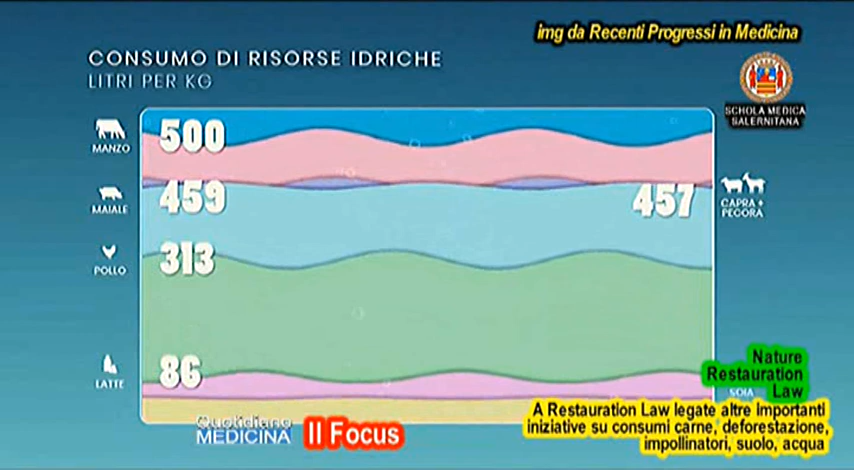 img da Recenti Progressi in Medicina
CONSUMO DI RISORSE IDRICHE
LITRI PER KG
SCHOLA MEDICA
SALERNITANA
MANZO
500
MAIALE
459
457
CAPRA +
PECORA
POLLO
313
LATTE
86
SOIA
Nature
Restauration
Law
A Restauration Law legate altre importanti
iniziative su consumi carne, deforestazione,
impollinatori, suolo, acqua
Quotidiano
MEDICINA
Il Focus